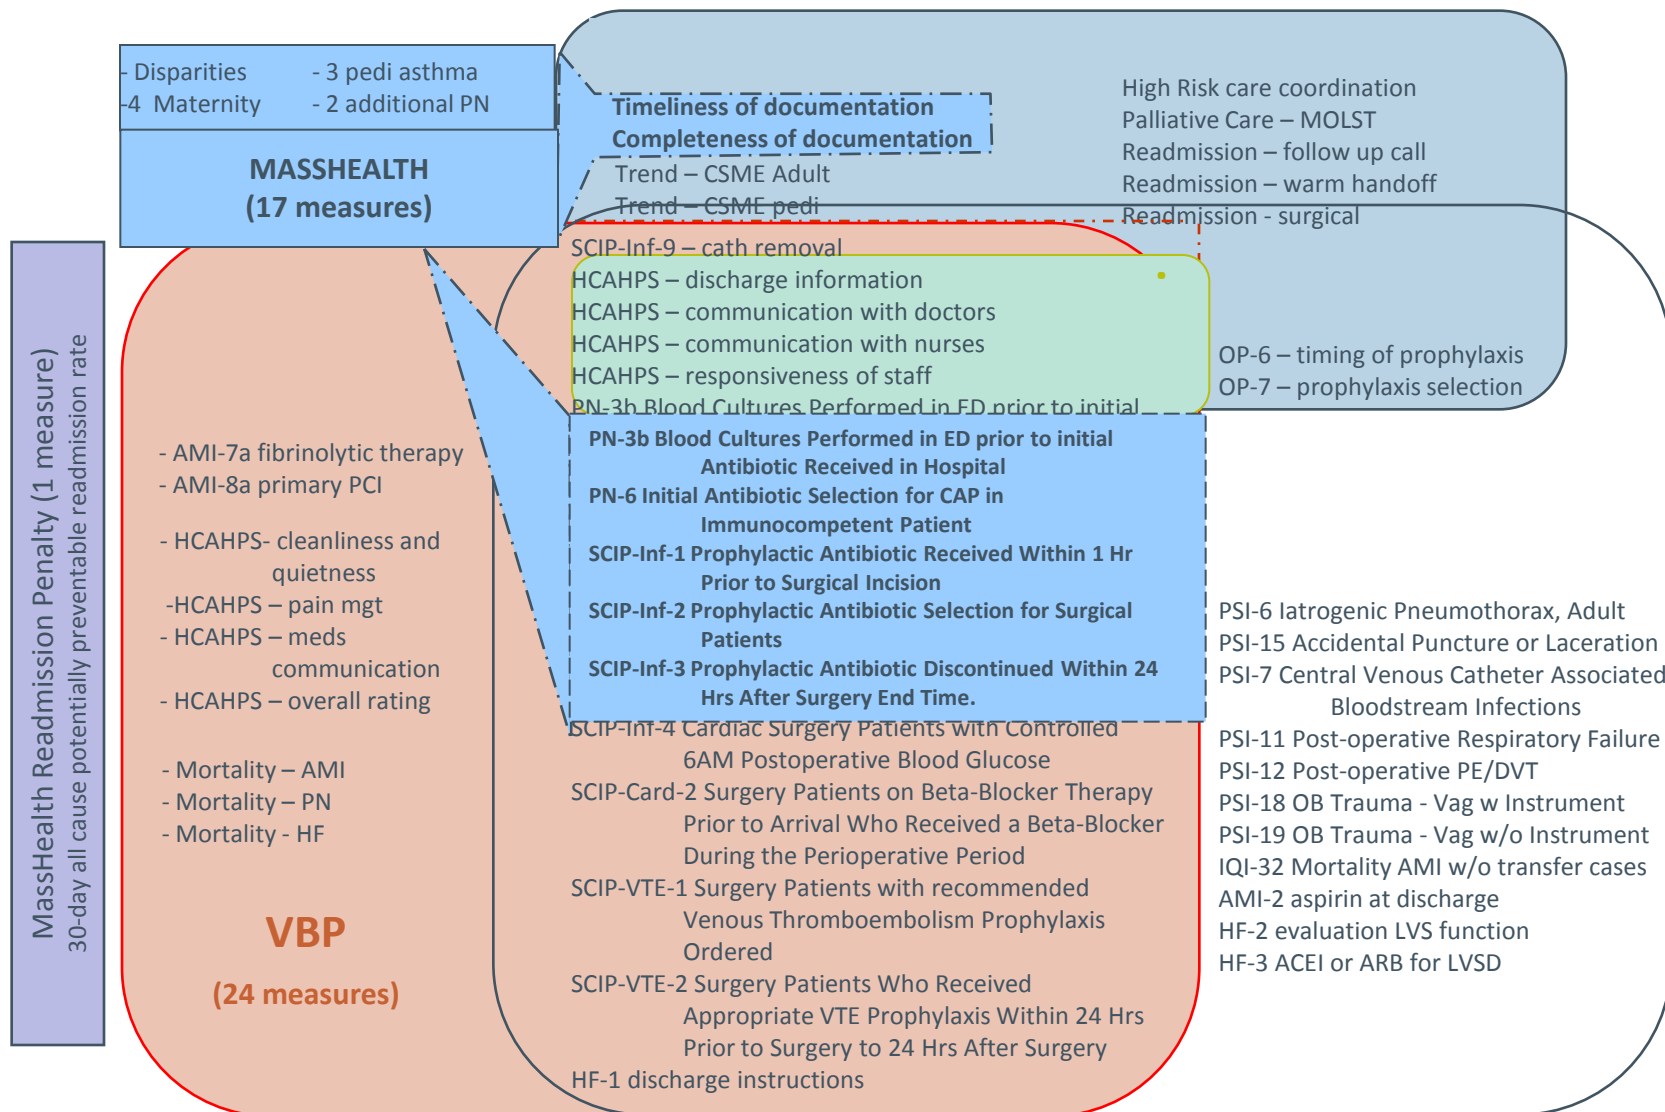 - Disparities - 3 pedi asthma
-4 Maternity - 2 additional PN
MASSHEALTH
(17 measures)
Timeliness of documentation
Completeness of documentation
Trend – CSME Adult
Trend – CSME pedi
High Risk care coordination
Palliative Care – MOLST
Readmission – follow up call
Readmission – warm handoff
Readmission - surgical
MassHealth Readmission Penalty (1 measure)
30-day all cause potentially preventable readmission rate
SCIP-Inf-9 – cath removal
HCAHPS – discharge information
HCAHPS – communication with doctors
HCAHPS – communication with nurses
HCAHPS – responsiveness of staff
PN-3b Blood Cultures Performed in ED prior to initial
OP-6 – timing of prophylaxis
OP-7 – prophylaxis selection
- AMI-7a fibrinolytic therapy
- AMI-8a primary PCI
- HCAHPS- cleanliness and
quietness
-HCAHPS – pain mgt
- HCAHPS – meds
communication
- HCAHPS – overall rating
- Mortality – AMI
- Mortality – PN
- Mortality - HF
VBP
(24 measures)
PN-3b Blood Cultures Performed in ED prior to initial
Antibiotic Received in Hospital
PN-6 Initial Antibiotic Selection for CAP in
Immunocompetent Patient
SCIP-Inf-1 Prophylactic Antibiotic Received Within 1 Hr
Prior to Surgical Incision
SCIP-Inf-2 Prophylactic Antibiotic Selection for Surgical
Patients
SCIP-Inf-3 Prophylactic Antibiotic Discontinued Within 24
Hrs After Surgery End Time.
SCIP-Inf-4 Cardiac Surgery Patients with Controlled
6AM Postoperative Blood Glucose
SCIP-Card-2 Surgery Patients on Beta-Blocker Therapy
Prior to Arrival Who Received a Beta-Blocker
During the Perioperative Period
SCIP-VTE-1 Surgery Patients with recommended
Venous Thromboembolism Prophylaxis
Ordered
SCIP-VTE-2 Surgery Patients Who Received
Appropriate VTE Prophylaxis Within 24 Hrs
Prior to Surgery to 24 Hrs After Surgery
HF-1 discharge instructions
PSI-6 Iatrogenic Pneumothorax, Adult
PSI-15 Accidental Puncture or Laceration
PSI-7 Central Venous Catheter Associated
Bloodstream Infections
PSI-11 Post-operative Respiratory Failure
PSI-12 Post-operative PE/DVT
PSI-18 OB Trauma - Vag w Instrument
PSI-19 OB Trauma - Vag w/o Instrument
IQI-32 Mortality AMI w/o transfer cases
AMI-2 aspirin at discharge
HF-2 evaluation LVS function
HF-3 ACEI or ARB for LVSD